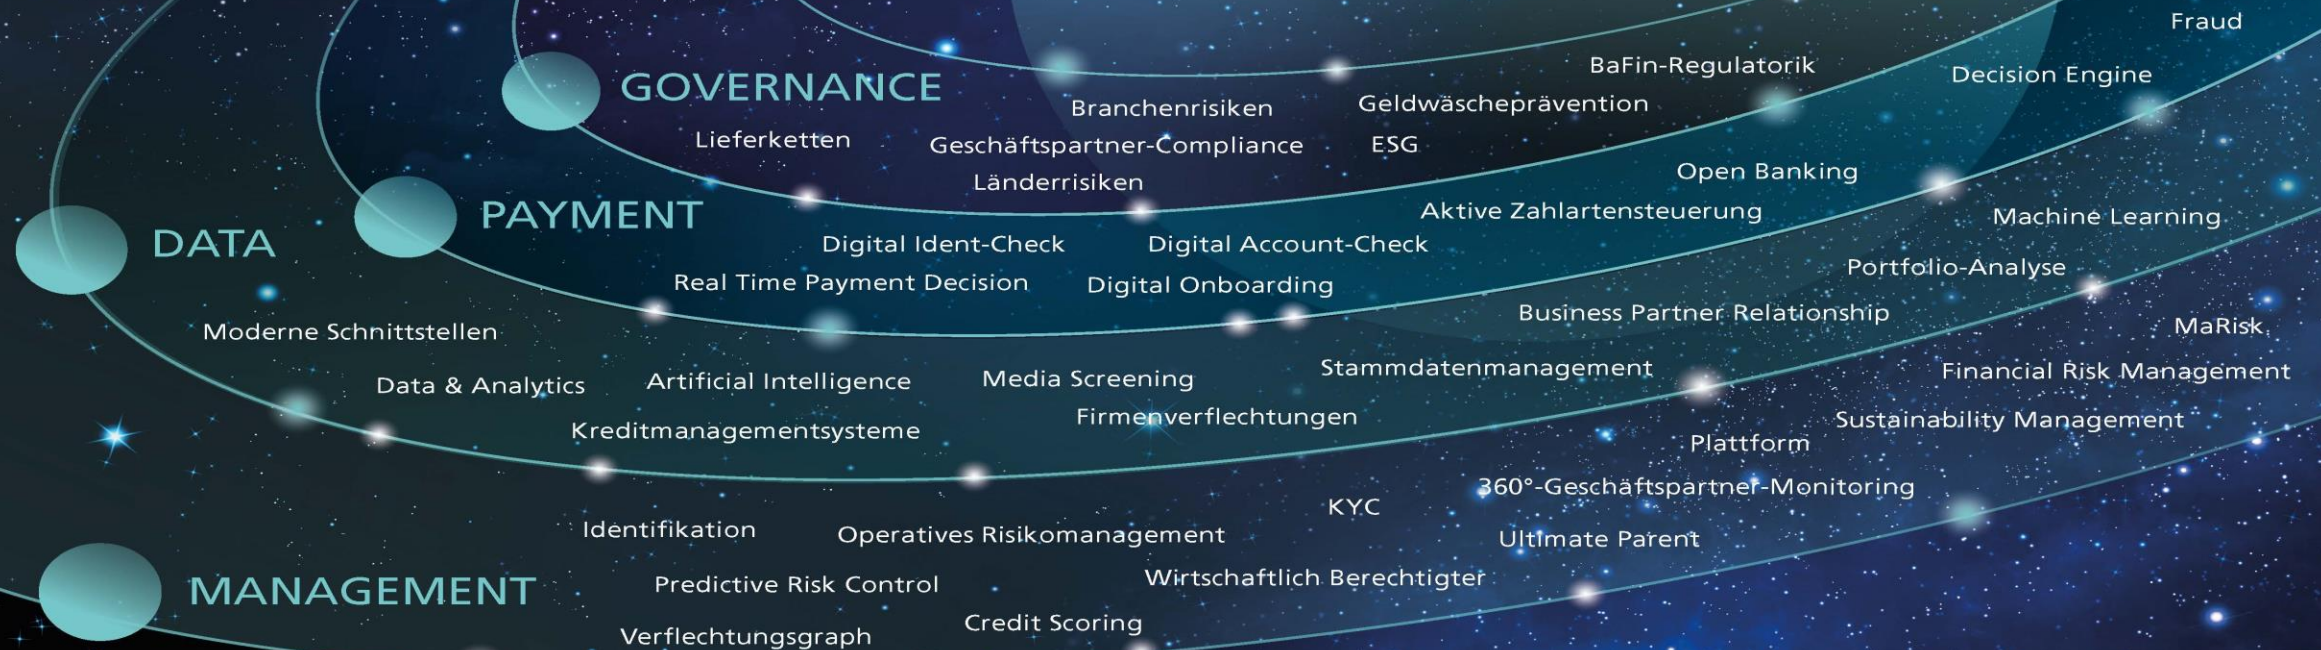 Fraud
GOVERNANCE
BaFin-Regulatorik
Decision Engine
Branchenrisiken
Geldwäscheprävention
Lieferketten
Geschäftspartner-Compliance
ESG
Länderrisiken
Open Banking
PAYMENT
Aktive Zahlartensteuerung
Machine Learning
DATA
Digital Ident-Check
Digital Account-Check
Real Time Payment Decision
Digital Onboarding
Portfolio-Analyse
Business Partner Relationship
Moderne Schnittstellen
MaRisk
Data & Analytics
Artificial Intelligence
Media Screening
Stammdatenmanagement
Financial Risk Management
Kreditmanagementsysteme
Firmenverflechtungen
Sustainability Management
Plattform
360°-Geschäftspartner-Monitoring
KYC
Identifikation
Operatives Risikomanagement
Ultimate Parent
MANAGEMENT
Predictive Risk Control
Wirtschaftlich Berechtigter
Credit Scoring
Verflechtungsgraph